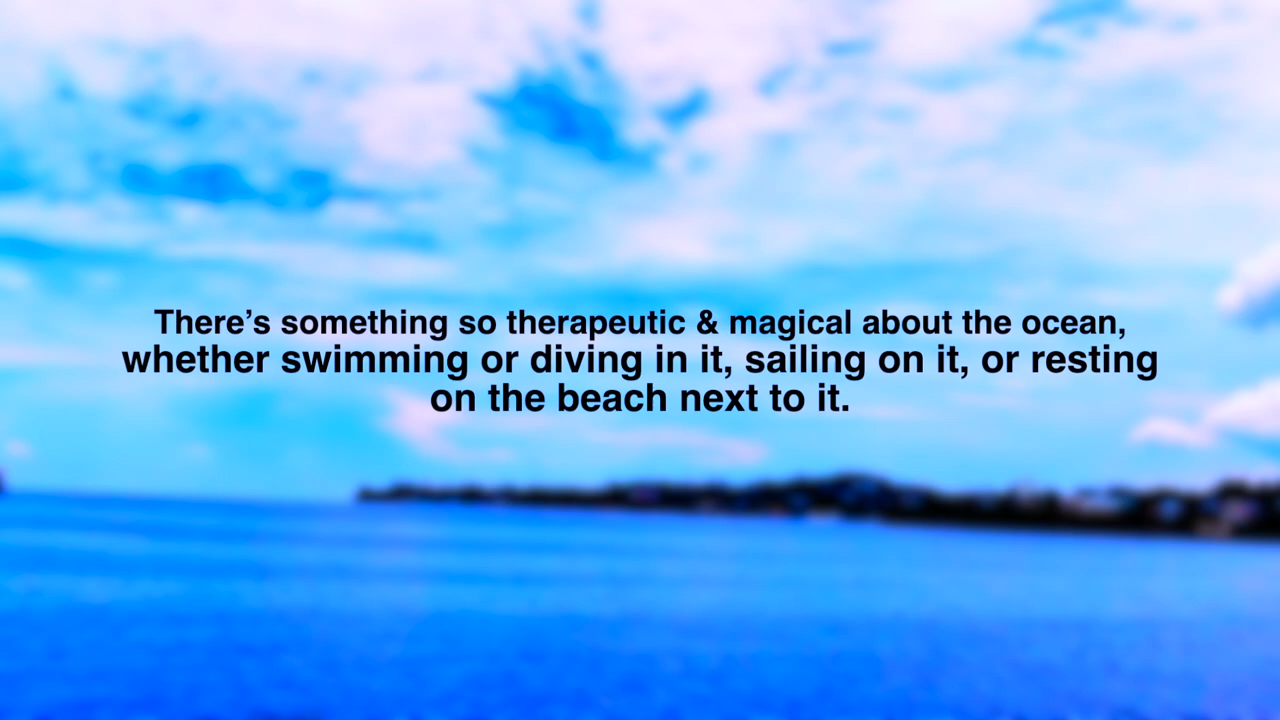 There’s something so therapeutic & magical about the ocean,
whether swimming or diving in it, sailing on it, or resting
on the beach next to it.